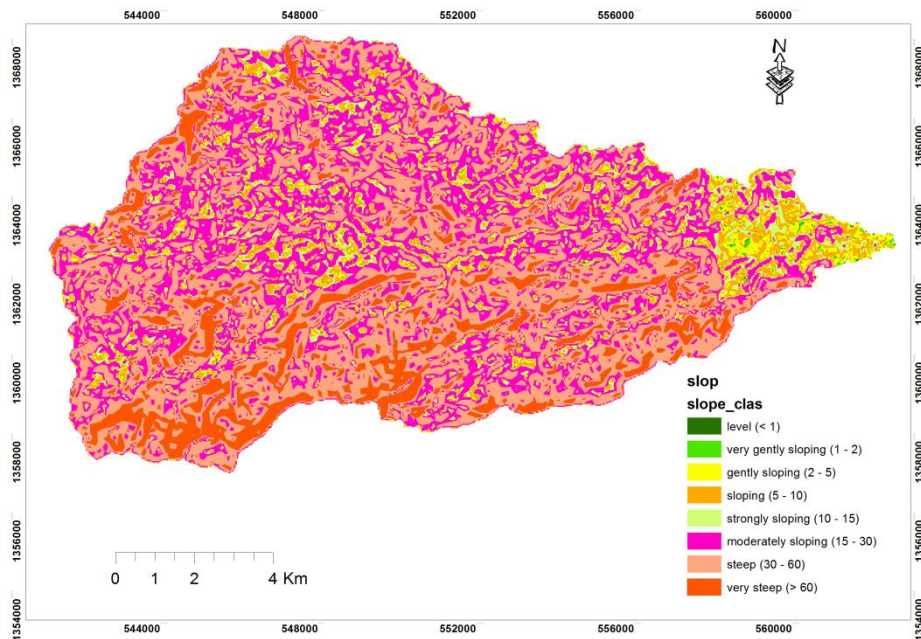 544000 548000 552000 556000 560000
1368000 1368000
N
1366000 1366000
1364000 1364000
1362000 1362000
1360000 1360000
1358000 1358000
1356000 1356000
1354000 1354000
slop
slope_clas
level (< 1)
very gently sloping (1 - 2)
gently sloping (2 - 5)
sloping (5 - 10)
strongly sloping (10 - 15)
moderately sloping (15 - 30)
steep (30 - 60)
very steep (> 60)
0 1 2 4 Km
544000 548000 552000 556000 560000